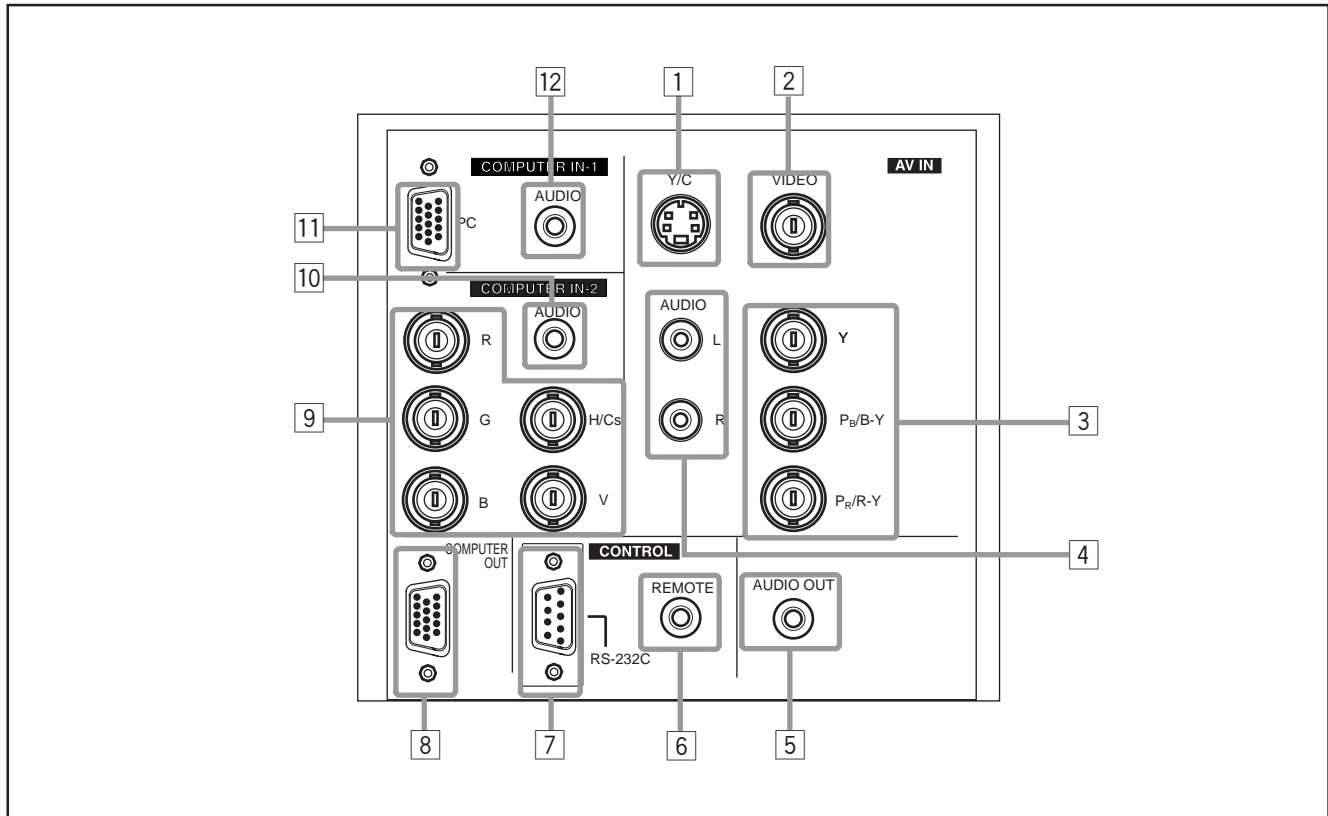 12
1
2
COMPUTER IN-1
AV IN
AUDIO
Y/C
VIDEO
11
PC
10
COMPUTER IN-2
AUDIO
AUDIO
R
L
Y
9
G
H/Cs
R
PB/B-Y
3
B
V
PR/R-Y
4
COMPUTER
OUT
CONTROL
REMOTE
AUDIO OUT
RS-232C
8
7
6
5